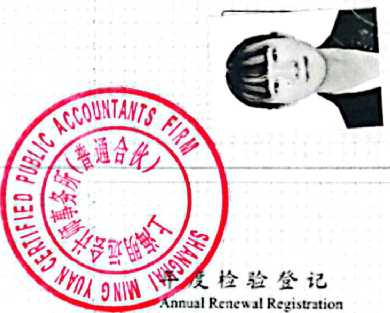 SHANGHAI MING YUAN CERTIFIED PUBLIC ACCOUNTANTS FIRM
上海明远会计师事务所(普通合伙)
年度检验登记
Annual Renewal Registration